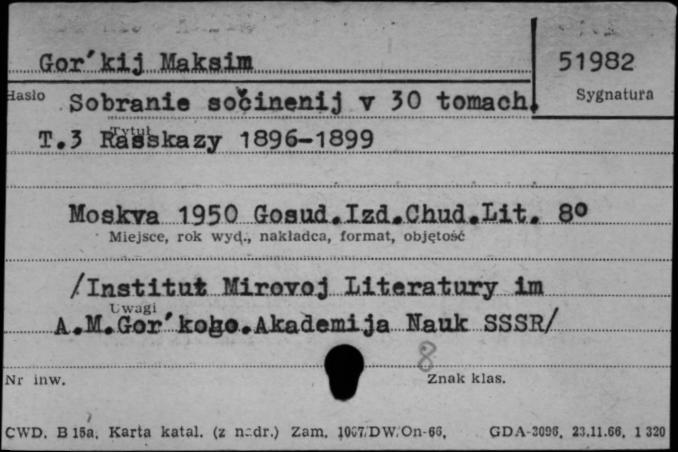 Gor′kij Maksim
51982
Hasło
Sygnatura
Sobranie sočinenij v 30 tomach.
Tytuł
T.3 Rasskazy 1896-1899
Moskva 1950 Gosud.Izd.Chud.Lit. 8º
Miejsce, rok wyd., nakładca, format, objętość
/Institut Mirovoj Literatury im
Uwagi
A.M.Gor′kogo.Akademija Nauk SSSR/
8
Nr inw.
Znak klas.
CWD. B 15a. Karta katal. (z nadr.) Zam. 1067/DW/On-66. GDA-3096. 23.11.66. 1 320